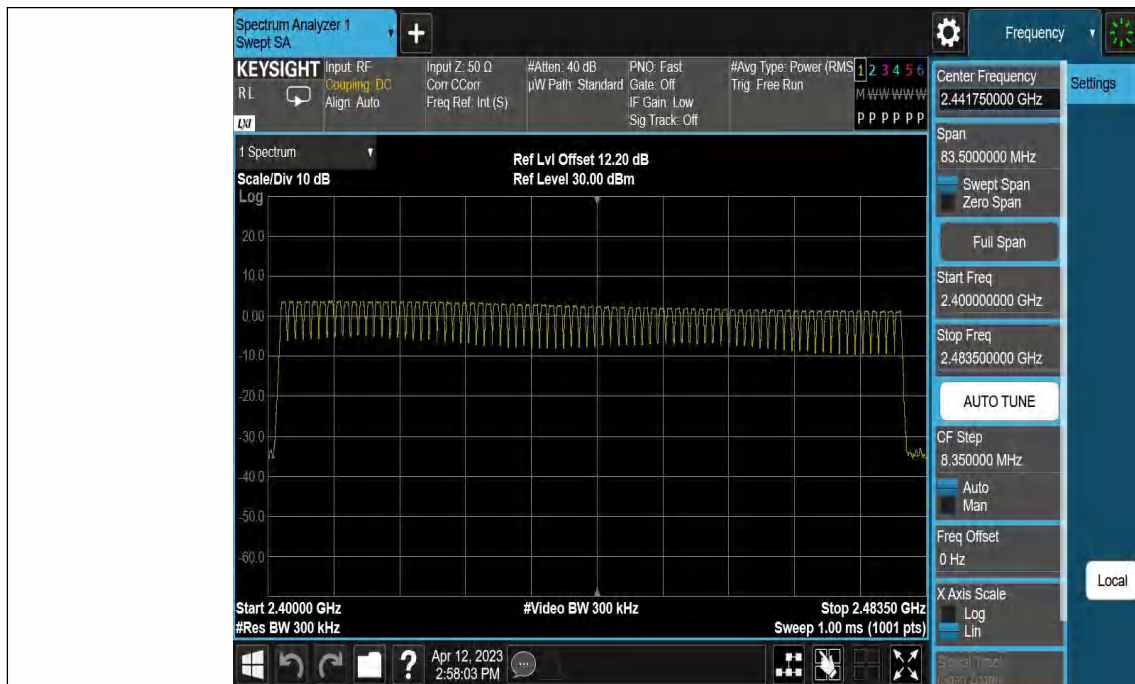 Spectrum Analyzer 1
Swept SA
+
Frequency
KEYSIGHT
RL
LXI
Input: RF
Coupling: DC
Align: Auto
Input Z: 50 Ω
Corr CCorr
Freq Ref: Int (S)
#Atten: 40 dB
µW Path: Standard
PNO: Fast
Gate: Off
IF Gain: Low
Sig Track: Off
#Avg Type: Power (RMS
Trig: Free Run
1 2 3 4 5 6
M W W W W W
P P P P P P
Settings
1 Spectrum
Scale/Div 10 dB
Ref Lvl Offset 12.20 dB
Ref Level 30.00 dBm
Log
20.0
10.0
0.00
-10.0
-20.0
-30.0
-40.0
-50.0
-60.0
Start 2.40000 GHz
#Res BW 300 kHz
#Video BW 300 kHz
Stop 2.48350 GHz
Sweep 1.00 ms (1001 pts)
Center Frequency
2.441750000 GHz
Span
83.5000000 MHz
Swept Span
Zero Span
Full Span
Start Freq
2.400000000 GHz
Stop Freq
2.483500000 GHz
AUTO TUNE
CF Step
8.350000 MHz
Auto
Man
Freq Offset
0 Hz
X Axis Scale
Log
Lin
Signal Track
(Span Zoom)
Local
?
Apr 12, 2023
2:58:03 PM